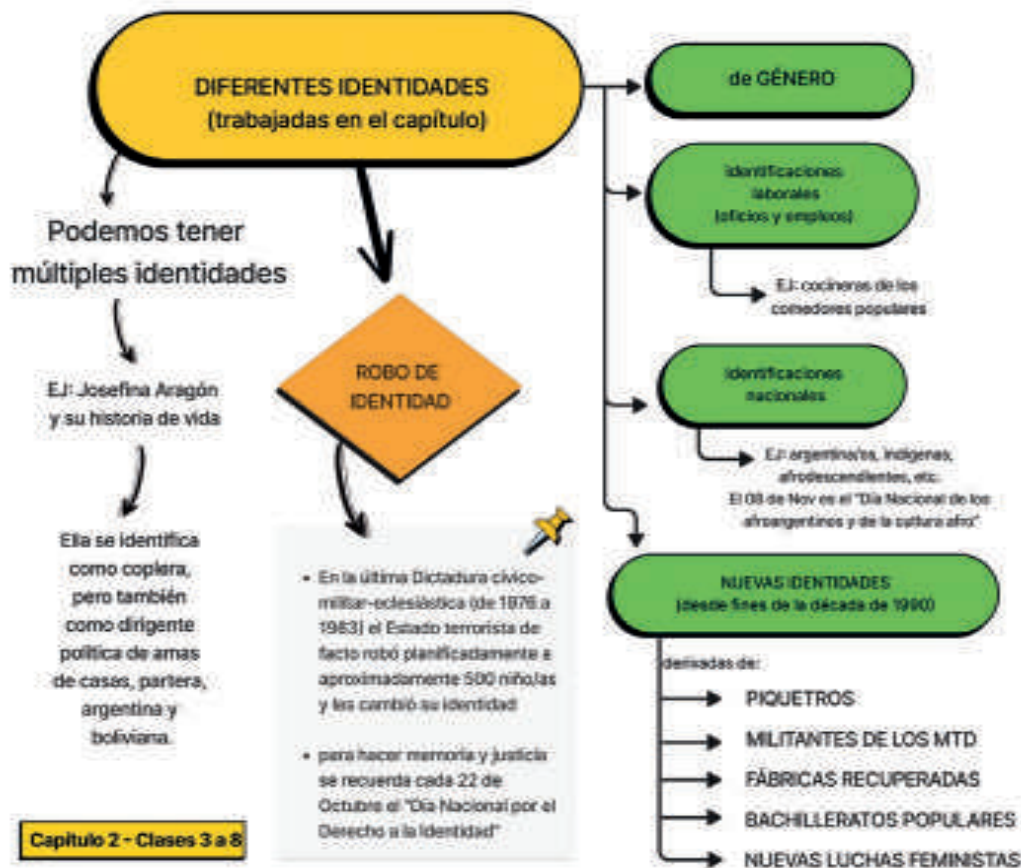 DIFERENTES IDENTIDADES
(trabajadas en el capítulo)
Podemos tener
múltiples identidades
EJ: Josefina Aragón
y su historia de vida
Ella se identifica
como coplera,
pero también
como dirigente
política de amas
de casas, partera,
argentina y
boliviana.
Capítulo 2 - Clases 3 a 8
ROBO DE
IDENTIDAD
• En la última Dictadura cívico-
militar-eclesiástica (de 1976 a
1983) el Estado terrorista de
facto robó planificadamente a
aproximadamente 500 niño/as
y les cambió su identidad
• para hacer memoria y justicia
se recuerda cada 22 de
Octubre el "Día Nacional por el
Derecho a la Identidad"
de GÉNERO
Identificaciones
laborales
(oficios y empleos)
EJ: cocineras de los
comedores populares
Identificaciones
nacionales
EJ: argentina/os, indígenas,
afrodescendientes, etc.
El 08 de Nov es el "Día Nacional de los
afroargentinos y de la cultura afro"
NUEVAS IDENTIDADES
(desde fines de la década de 1990)
derivadas de:
PIQUETROS
MILITANTES DE LOS MTD
FÁBRICAS RECUPERADAS
BACHILLERATOS POPULARES
NUEVAS LUCHAS FEMINISTAS